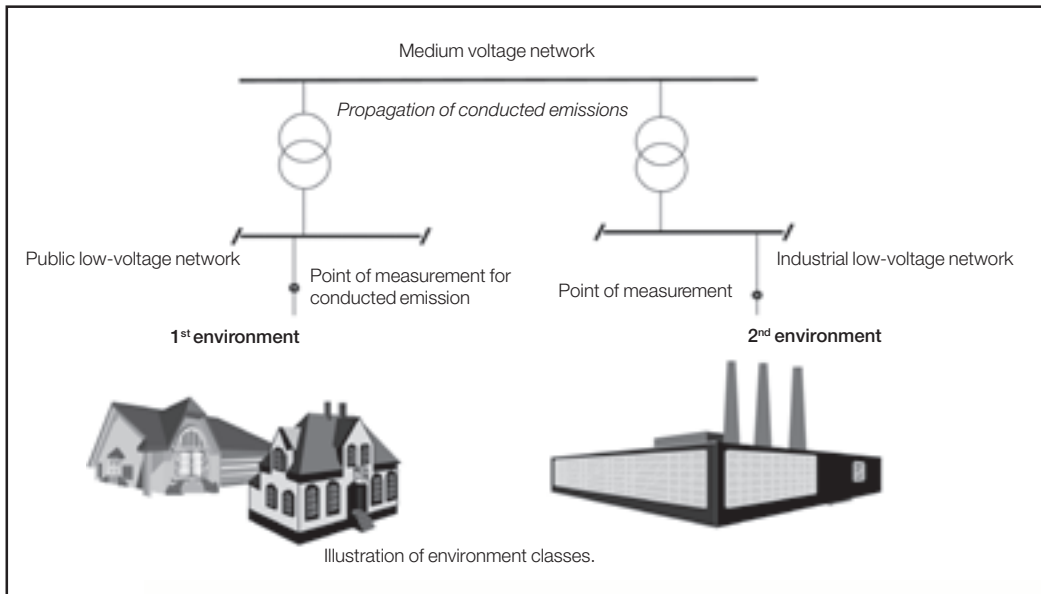 Medium voltage network
Propagation of conducted emissions
Public low-voltage network
Point of measurement for
conducted emission
Industrial low-voltage network
Point of measurement
1st environment
2nd environment
Illustration of environment classes.